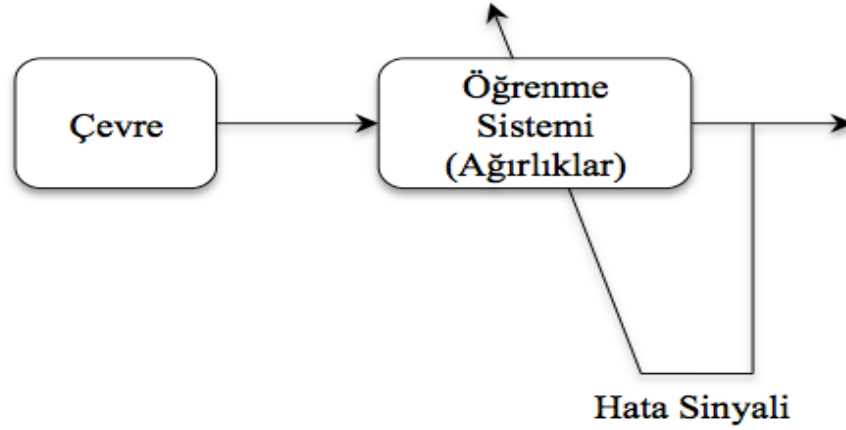 Çevre
Öğrenme
Sistemi
(Ağırlıklar)
Hata Sinyali